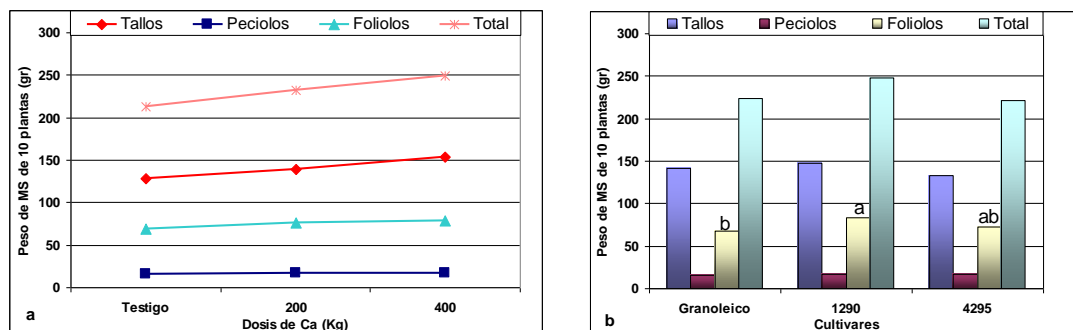 Tallos Peciolos Foliolos Total
300
250
200
150
100
50
0
Peso de MS de 10 plantas (gr)
Testigo 200 400
Dosis de Ca (Kg)
a
Tallos Peciolos Foliolos Total
300
250
200
150
100
50
0
Peso de MS de 10 plantas (gr)
b a ab
Granoleico 1290 4295
Cultivares
b